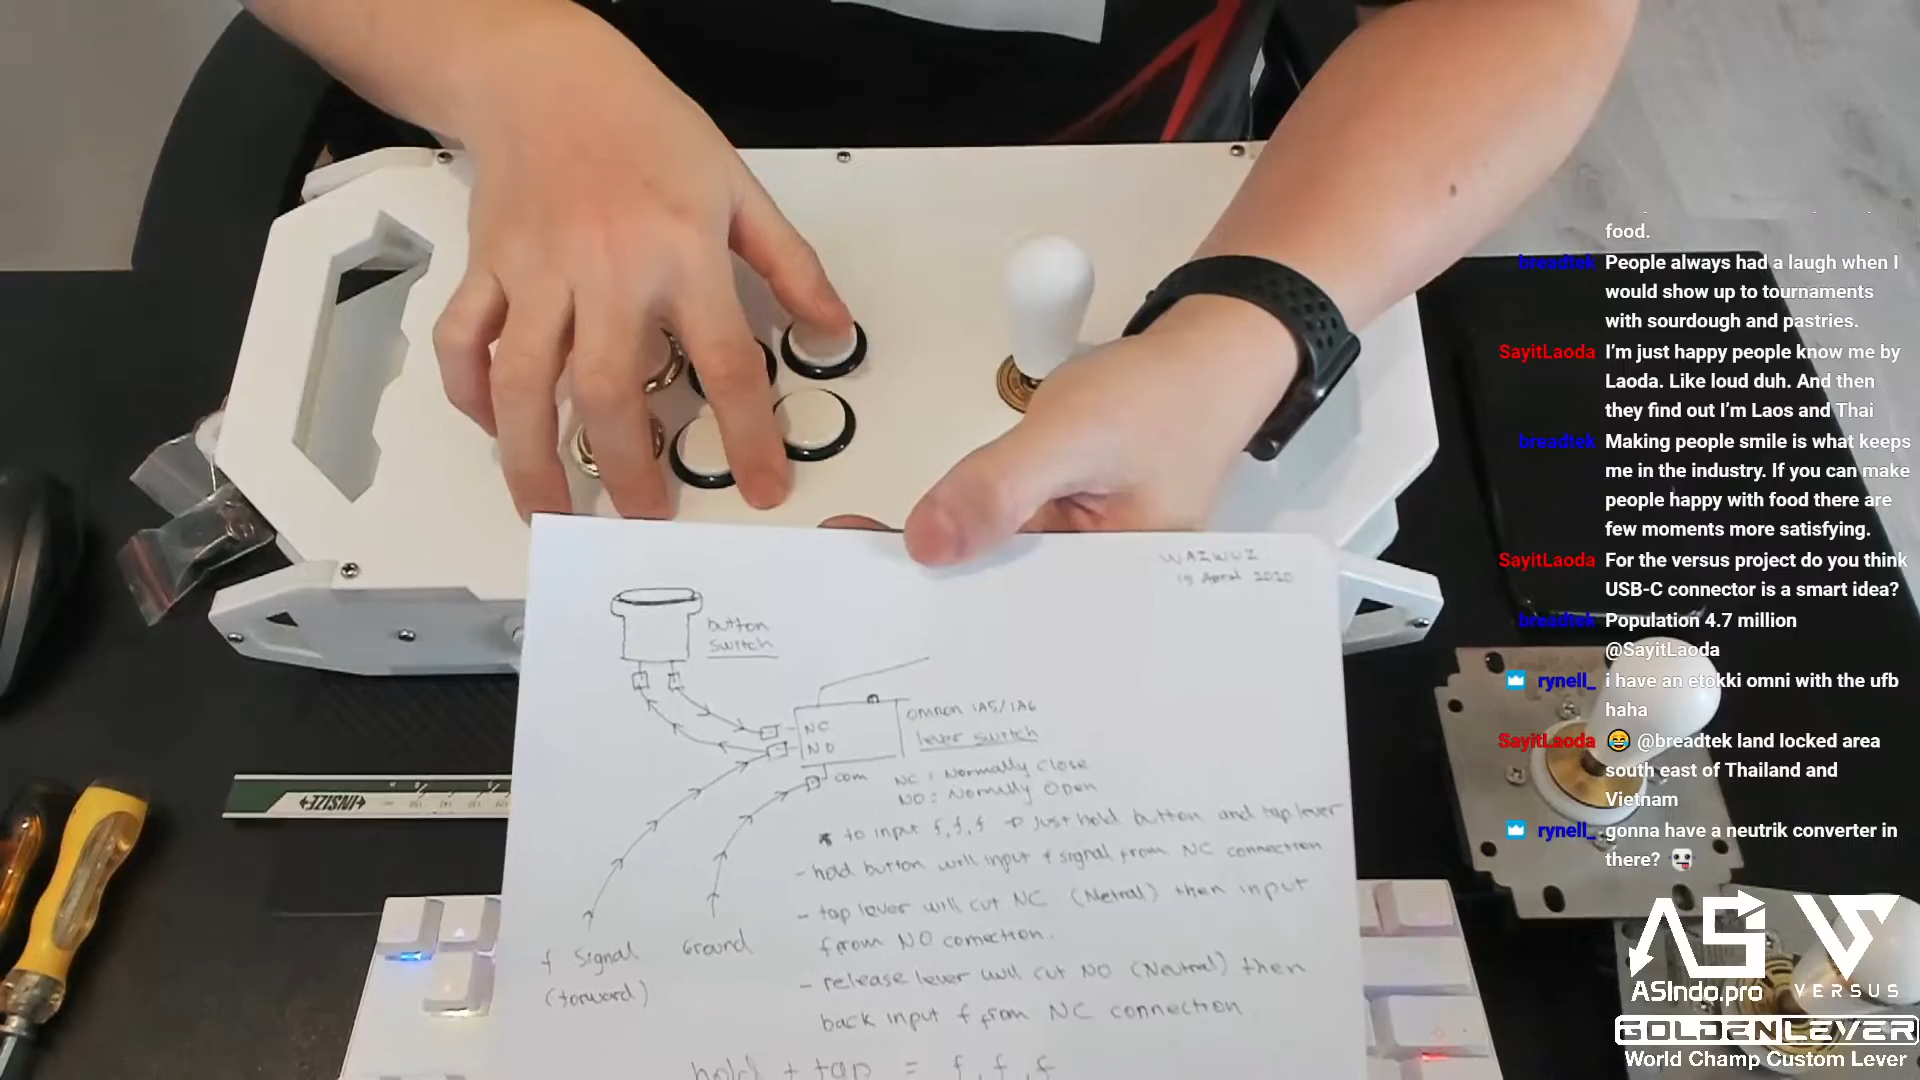 WAZWUZ
15 April 2020
button
switch
NC
NO
com
omron 1A5/1A6
lever switch
NC : Normally Close
NO : Normally Open
to input f,f,f → Just hold button and tap lever
- hold button will input f signal from NC connection
- tap lever will cut NC (Netral) then input
from NO connection.
- release lever will cut NO (Neutral) then
back input f from NC connection
hold + tap = f, f, f
f Signal
(forward)
Ground
INSIZE
food.
breadtek People always had a laugh when I
would show up to tournaments
with sourdough and pastries.
SayitLaoda I'm just happy people know me by
Laoda. Like loud duh. And then
they find out I'm Laos and Thai
breadtek Making people smile is what keeps
me in the industry. If you can make
people happy with food there are
few moments more satisfying.
SayitLaoda For the versus project do you think
USB-C connector is a smart idea?
breadtek Population 4.7 million
@SayitLaoda
rynell_ i have an etokki omni with the ufb
haha
SayitLaoda 😂 @breadtek land locked area
south east of Thailand and
Vietnam
rynell_ gonna have a neutrik converter in
there?
AS VS
ASIndo.pro VERSUS
GOLDENLEVER
World Champ Custom Lever